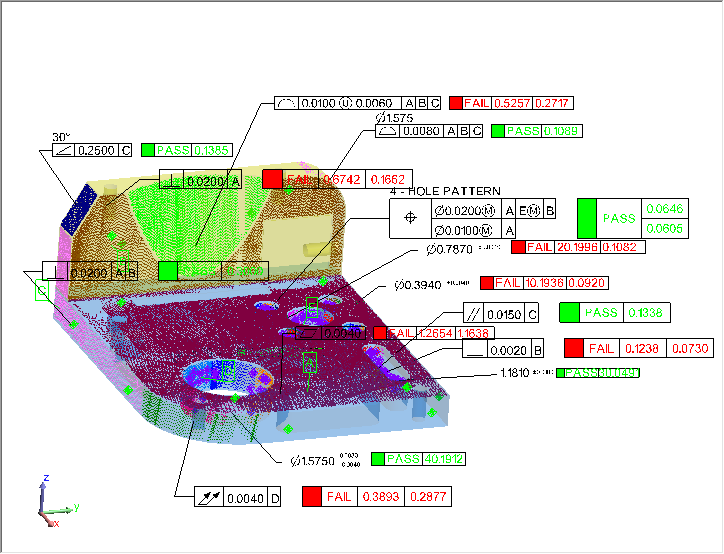 0.0100 Ⓤ 0.0060 A B C FAIL 0.5257 0.2717
Ø1.575
0.0080 A B C PASS 0.1089
30°
0.2500 C PASS 0.1385
0.0200 A FAIL 0.6742 0.1662
4 - HOLE PATTERN
Ø0.0200Ⓜ A EⓂ B PASS 0.0646
Ø0.0100Ⓜ A 0.0605
Ø0.7870 FAIL 20.1996 0.1082
0.0200 A B
C
Ø0.3940 FAIL 10.1936 0.0920
// 0.0150 C PASS 0.1338
FAIL 1.2654 1.1638
0.0020 B FAIL 0.1238 0.0730
1.1810 PASS
Ø1.5750 PASS 40.1912
0.0040 D FAIL 0.3893 0.2877
z
y
x